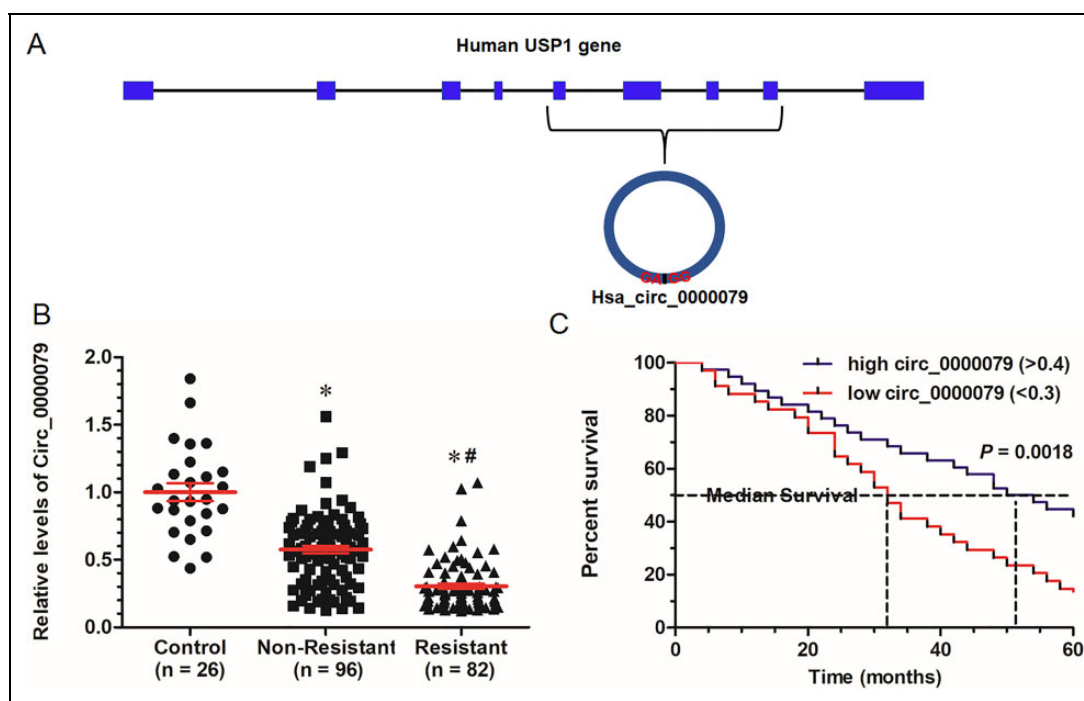 A
Human USP1 gene
GA GG
Hsa_circ_0000079
B
Relative levels of Circ_0000079
2.0
1.5
1.0
0.5
0.0
*
* #
Control
(n = 26)
Non-Resistant
(n = 96)
Resistant
(n = 82)
C
Percent survival
100
80
60
40
20
0
high circ_0000079 (>0.4)
low circ_0000079 (<0.3)
P = 0.0018
Median Survival
0 20 40 60
Time (months)